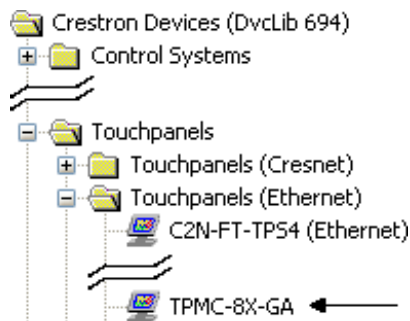 Crestron Devices (DvcLib 694)
Control Systems
Touchpanels
Touchpanels (Cresnet)
Touchpanels (Ethernet)
C2N-FT-TPS4 (Ethernet)
TPMC-8X-GA